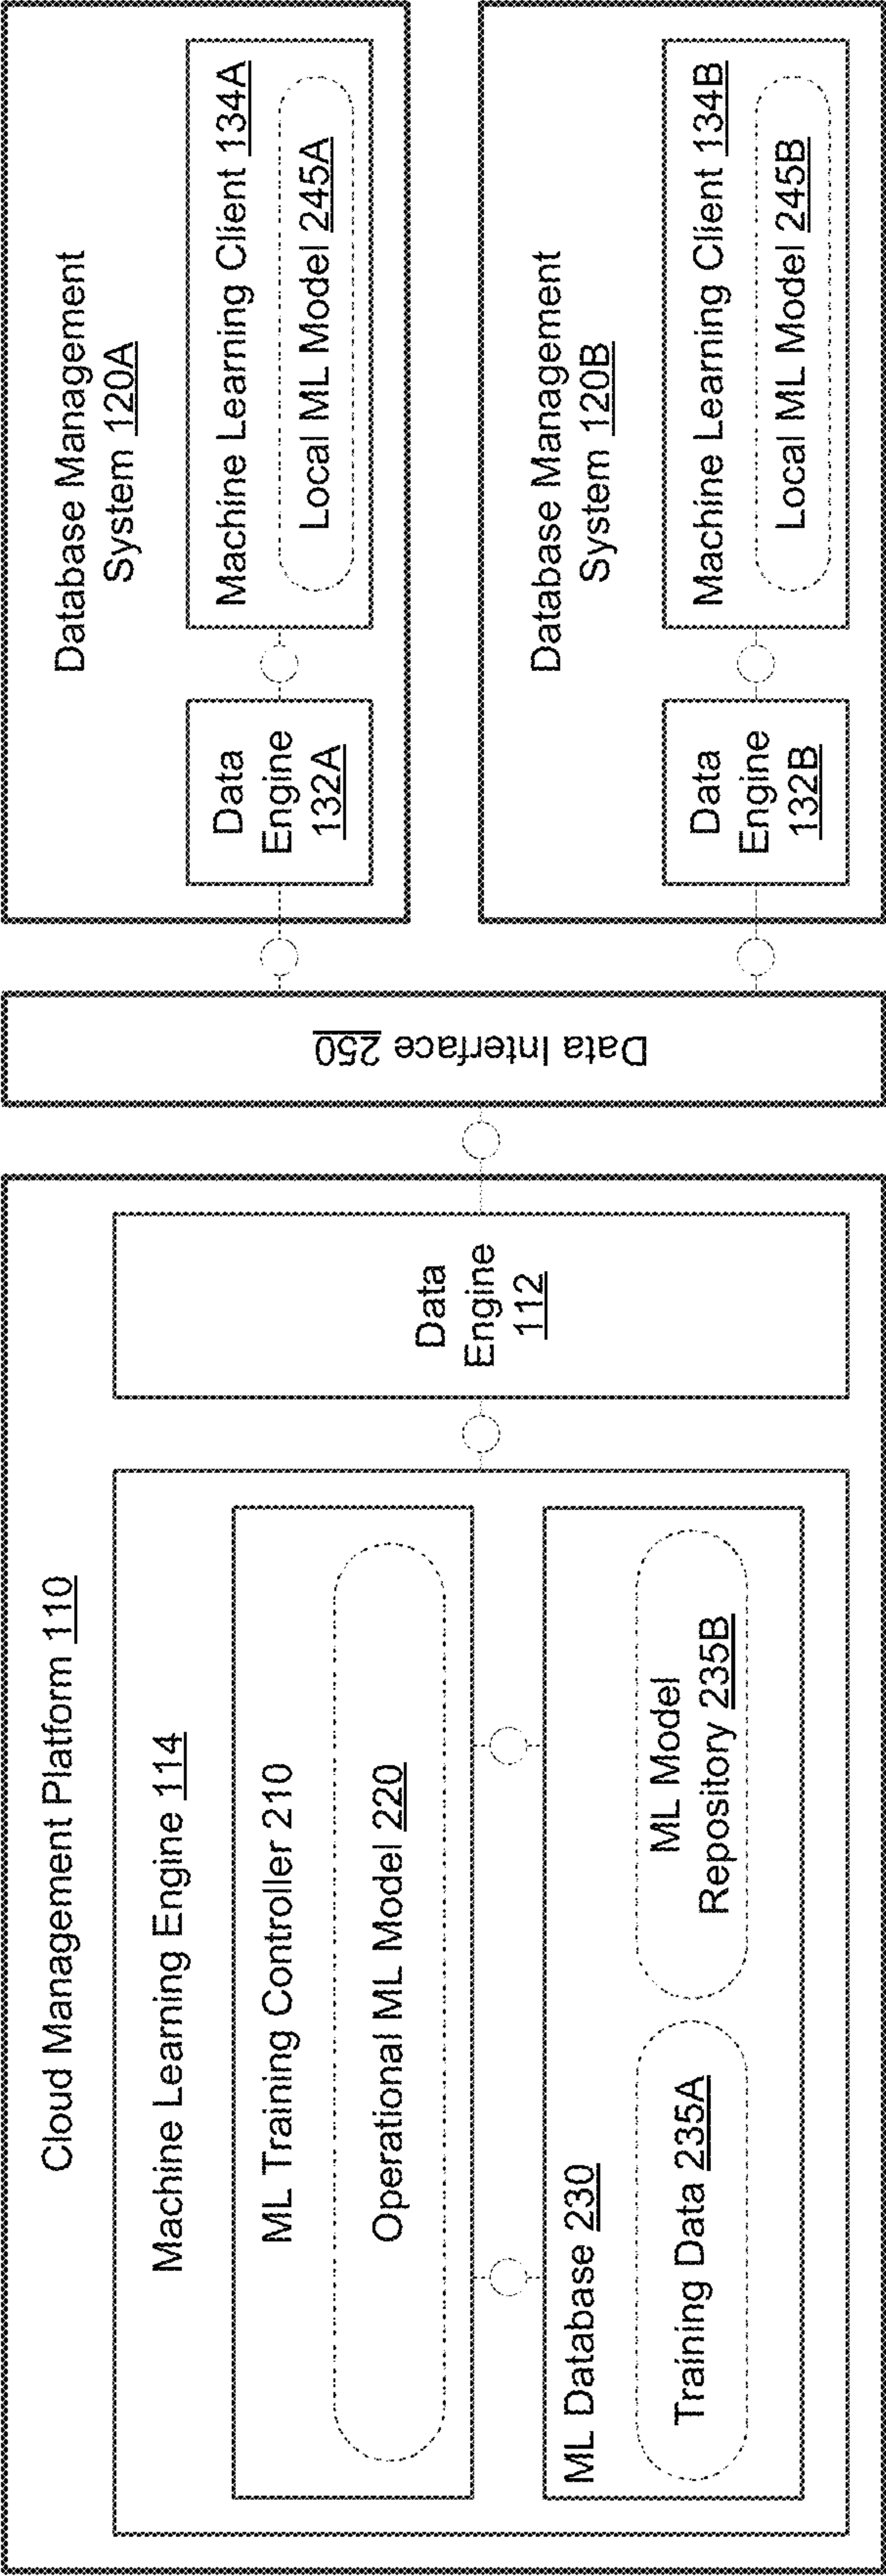 Cloud Management Platform 110
Machine Learning Engine 114
ML Training Controller 210
Operational ML Model 220
ML Database 230
Training Data 235A
ML Model
Repository 235B
Data
Engine
112
Data Interface 250
Database Management
System 120A
Data
Engine
132A
Machine Learning Client 134A
Local ML Model 245A
Database Management
System 120B
Data
Engine
132B
Machine Learning Client 134B
Local ML Model 245B